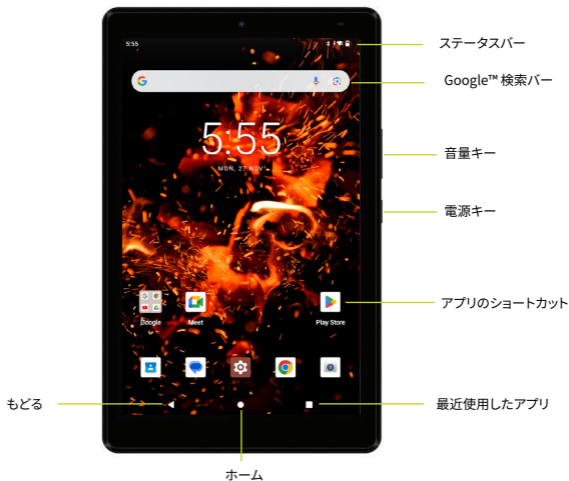 5:55
ステータスバー
Google™ 検索バー
5:55
MON, 27 NOV
音量キー
電源キー
アプリのショートカット
Google
Meet
Play Store
もどる
最近使用したアプリ
ホーム